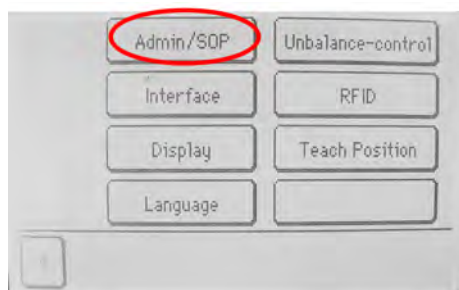 Admin/SOP
Unbalance-control
Interface
RFID
Display
Teach Position
Language